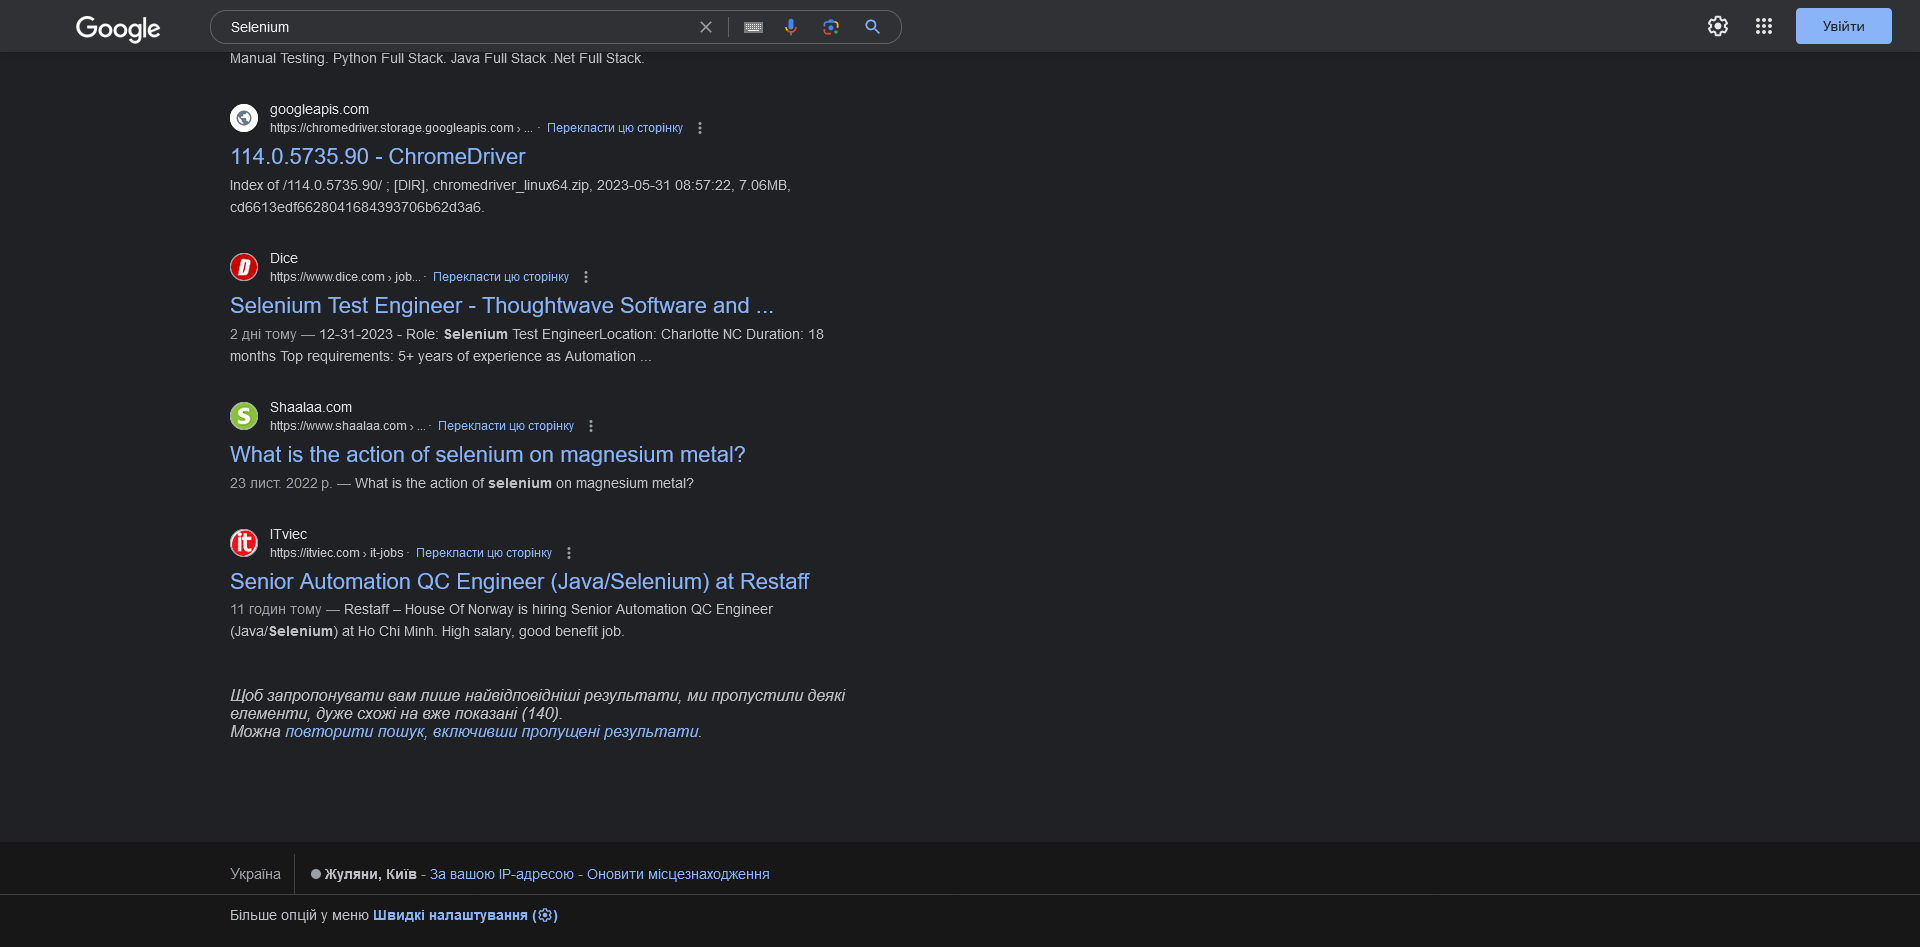 Google
Selenium
Увійти
Manual Testing. Python Full Stack. Java Full Stack .Net Full Stack.
googleapis.com
https://chromedriver.storage.googleapis.com › ... · Перекласти цю сторінку
114.0.5735.90 - ChromeDriver
Index of /114.0.5735.90/ ; [DIR], chromedriver_linux64.zip, 2023-05-31 08:57:22, 7.06MB,
cd6613edf6628041684393706b62d3a6.
Dice
https://www.dice.com › job... · Перекласти цю сторінку
Selenium Test Engineer - Thoughtwave Software and ...
2 дні тому — 12-31-2023 - Role: Selenium Test EngineerLocation: Charlotte NC Duration: 18
months Top requirements: 5+ years of experience as Automation ...
Shaalaa.com
https://www.shaalaa.com › ... · Перекласти цю сторінку
What is the action of selenium on magnesium metal?
23 лист. 2022 р. — What is the action of selenium on magnesium metal?
ITviec
https://itviec.com › it-jobs · Перекласти цю сторінку
Senior Automation QC Engineer (Java/Selenium) at Restaff
11 годин тому — Restaff – House Of Norway is hiring Senior Automation QC Engineer
(Java/Selenium) at Ho Chi Minh. High salary, good benefit job.
Щоб запропонувати вам лише найвідповідніші результати, ми пропустили деякі
елементи, дуже схожі на вже показані (140).
Можна повторити пошук, включивши пропущені результати.
Україна
Жуляни, Київ - За вашою IP-адресою - Оновити місцезнаходження
Більше опцій у меню Швидкі налаштування ()